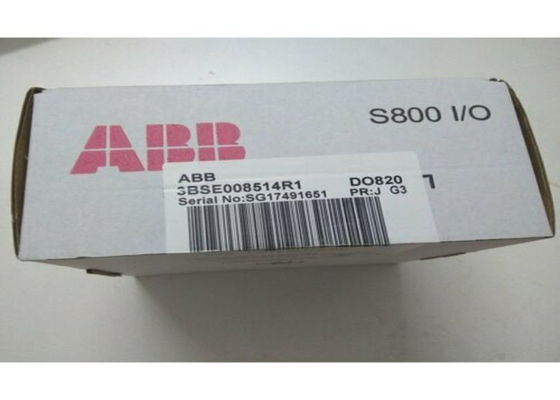 ABB
S800 I/O
ABB
3BSE008514R1 DO820
Serial No:SG17491651 PR:J G3